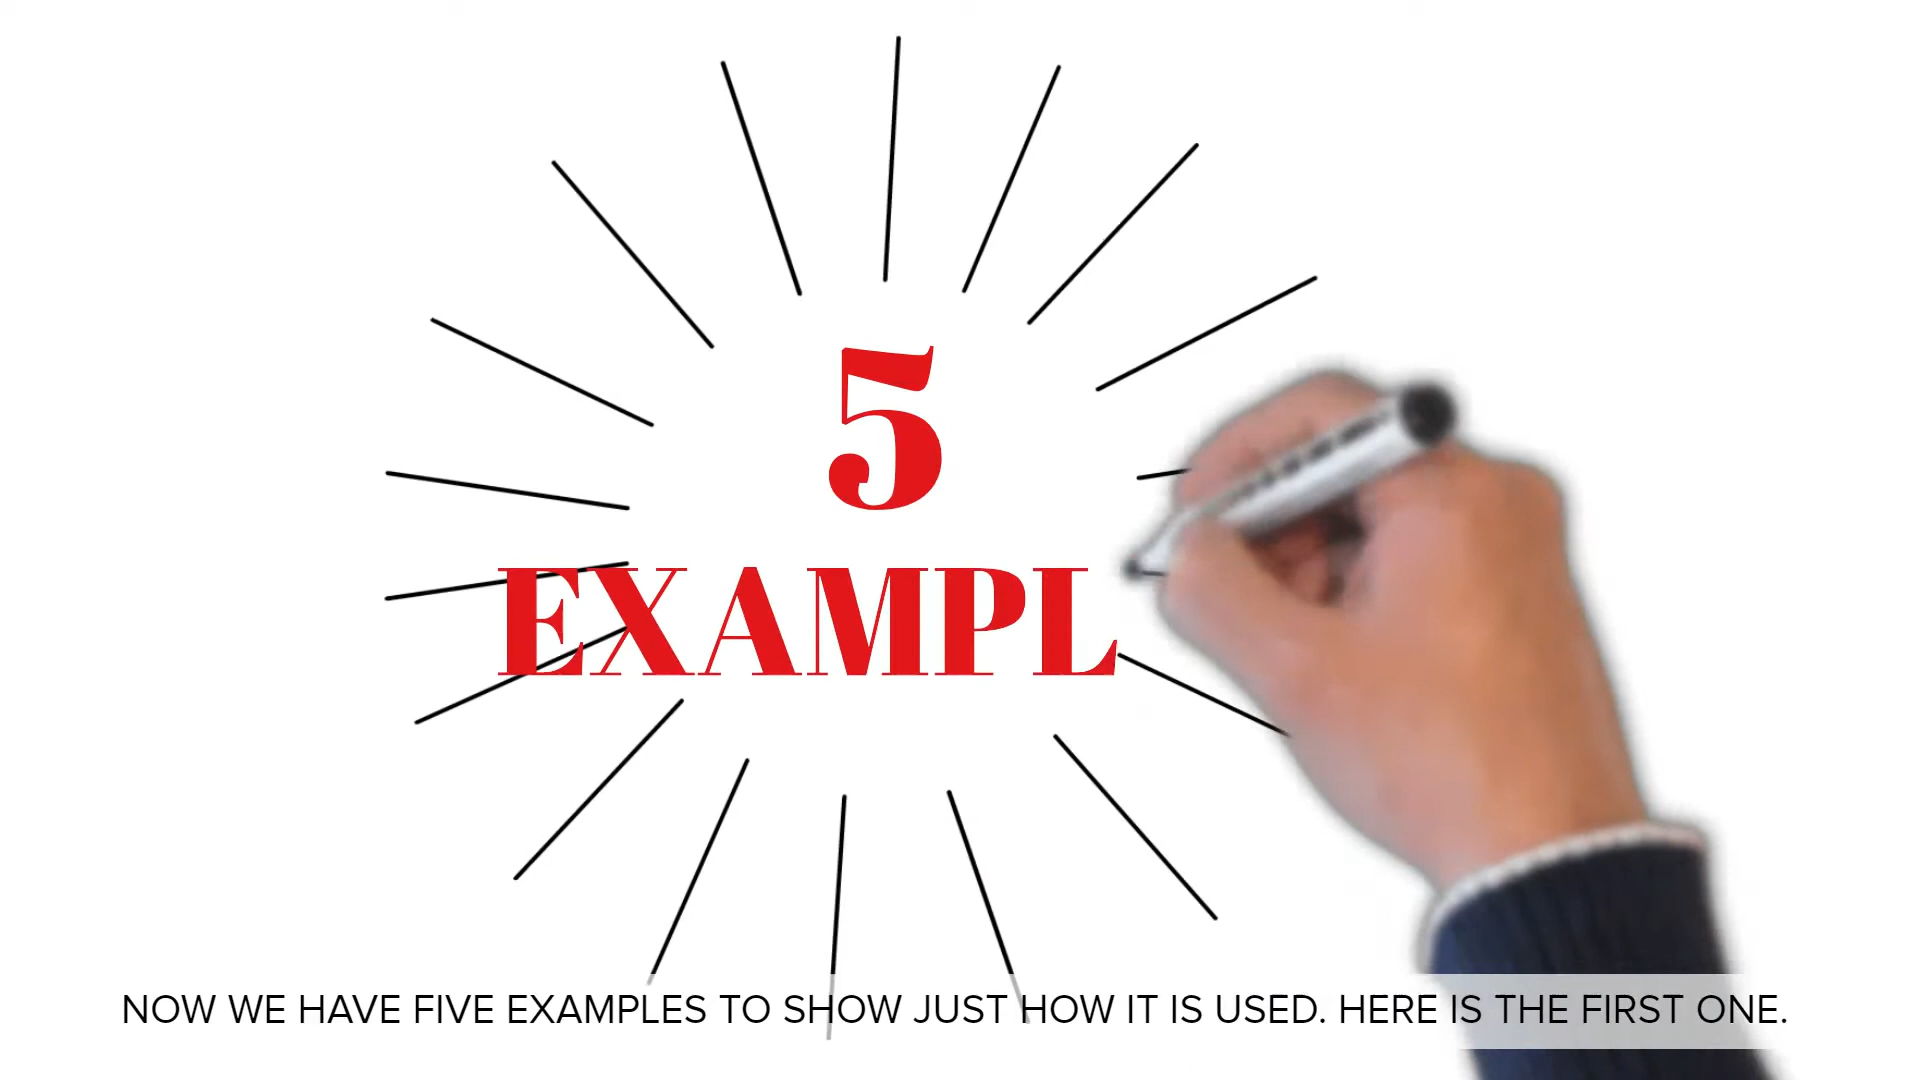 5
EXAMPL
NOW WE HAVE FIVE EXAMPLES TO SHOW JUST HOW IT IS USED. HERE IS THE FIRST ONE.